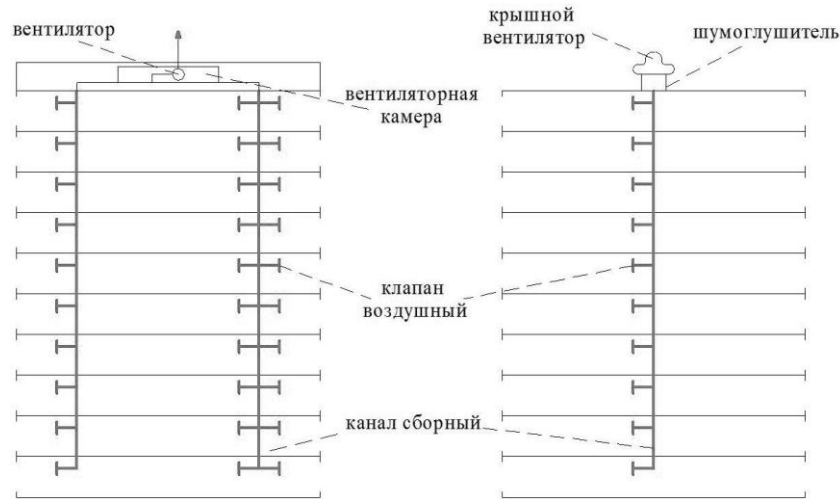 вентилятор
крышной
вентилятор
шумоглушитель
вентиляторная
камера
клапан
воздушный
канал сборный